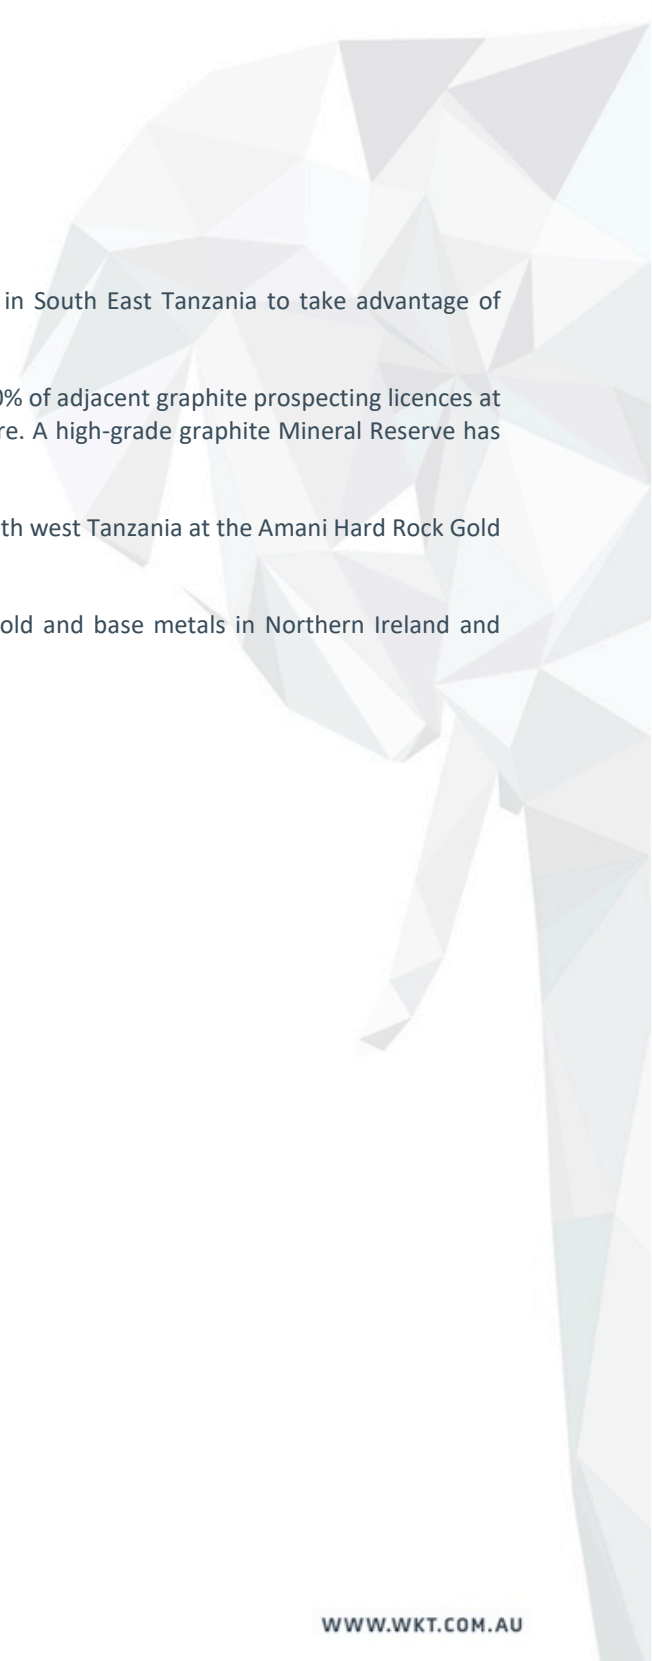 in South East Tanzania to take advantage of
0% of adjacent graphite prospecting licences at
re. A high-grade graphite Mineral Reserve has
th west Tanzania at the Amani Hard Rock Gold
old and base metals in Northern Ireland and
WWW.WKT.COM.AU